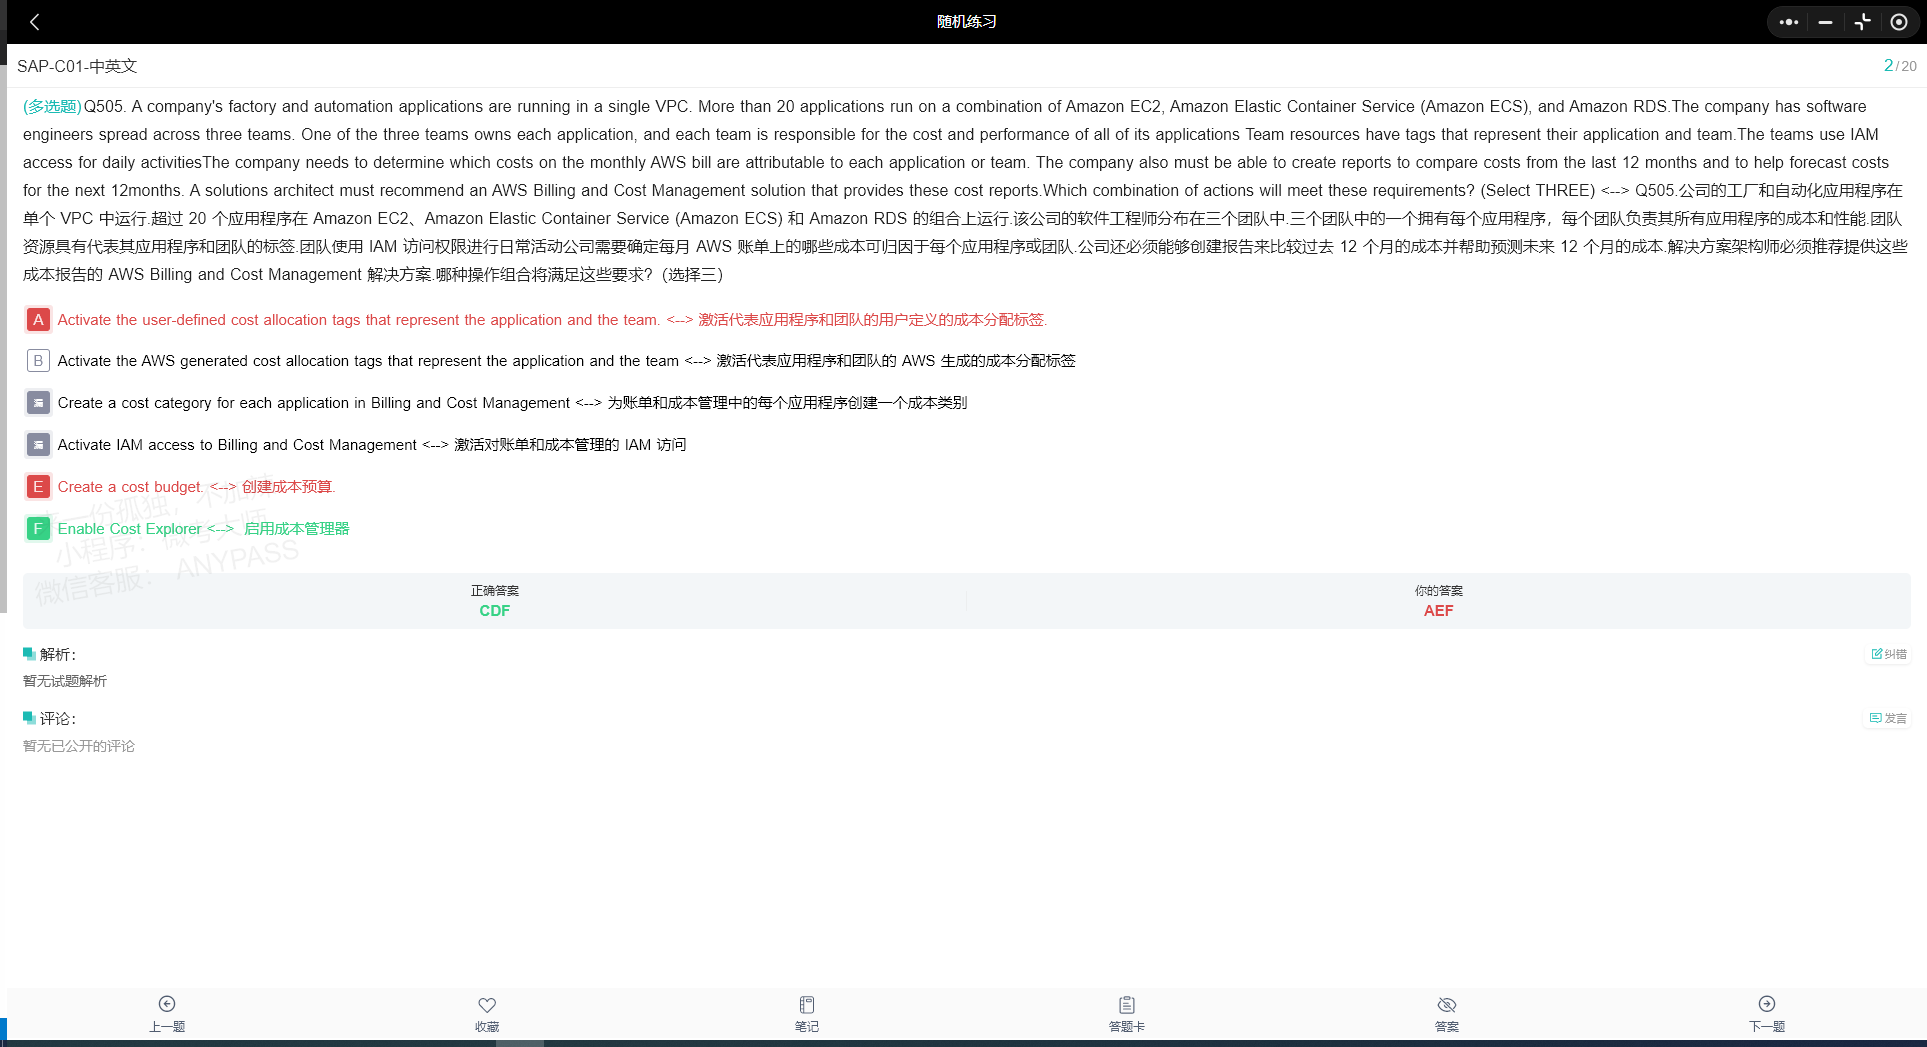 随机练习
SAP-C01-中英文
2/20
(多选题)Q505. A company's factory and automation applications are running in a single VPC. More than 20 applications run on a combination of Amazon EC2, Amazon Elastic Container Service (Amazon ECS), and Amazon RDS.The company has software
engineers spread across three teams. One of the three teams owns each application, and each team is responsible for the cost and performance of all of its applications Team resources have tags that represent their application and team.The teams use IAM
access for daily activitiesThe company needs to determine which costs on the monthly AWS bill are attributable to each application or team. The company also must be able to create reports to compare costs from the last 12 months and to help forecast costs
for the next 12months. A solutions architect must recommend an AWS Billing and Cost Management solution that provides these cost reports.Which combination of actions will meet these requirements? (Select THREE) <--> Q505.公司的工厂和自动化应用程序在
单个 VPC 中运行.超过 20 个应用程序在 Amazon EC2、Amazon Elastic Container Service (Amazon ECS) 和 Amazon RDS 的组合上运行.该公司的软件工程师分布在三个团队中.三个团队中的一个拥有每个应用程序，每个团队负责其所有应用程序的成本和性能.团队
资源具有代表其应用程序和团队的标签.团队使用 IAM 访问权限进行日常活动公司需要确定每月 AWS 账单上的哪些成本可归因于每个应用程序或团队.公司还必须能够创建报告来比较过去 12 个月的成本并帮助预测未来 12 个月的成本.解决方案架构师必须推荐提供这些
成本报告的 AWS Billing and Cost Management 解决方案.哪种操作组合将满足这些要求?（选择三）
A Activate the user-defined cost allocation tags that represent the application and the team. <--> 激活代表应用程序和团队的用户定义的成本分配标签.
B Activate the AWS generated cost allocation tags that represent the application and the team <--> 激活代表应用程序和团队的 AWS 生成的成本分配标签
Create a cost category for each application in Billing and Cost Management <--> 为账单和成本管理中的每个应用程序创建一个成本类别
Activate IAM access to Billing and Cost Management <--> 激活对账单和成本管理的 IAM 访问
E Create a cost budget. <--> 创建成本预算.
F Enable Cost Explorer <--> 启用成本管理器
一份孤独，不加
小程序：微考大师
微信客服： ANYPASS
正确答案
CDF
你的答案
AEF
解析：
纠错
暂无试题解析
评论：
发言
暂无已公开的评论
上一题
收藏
笔记
答题卡
答案
下一题